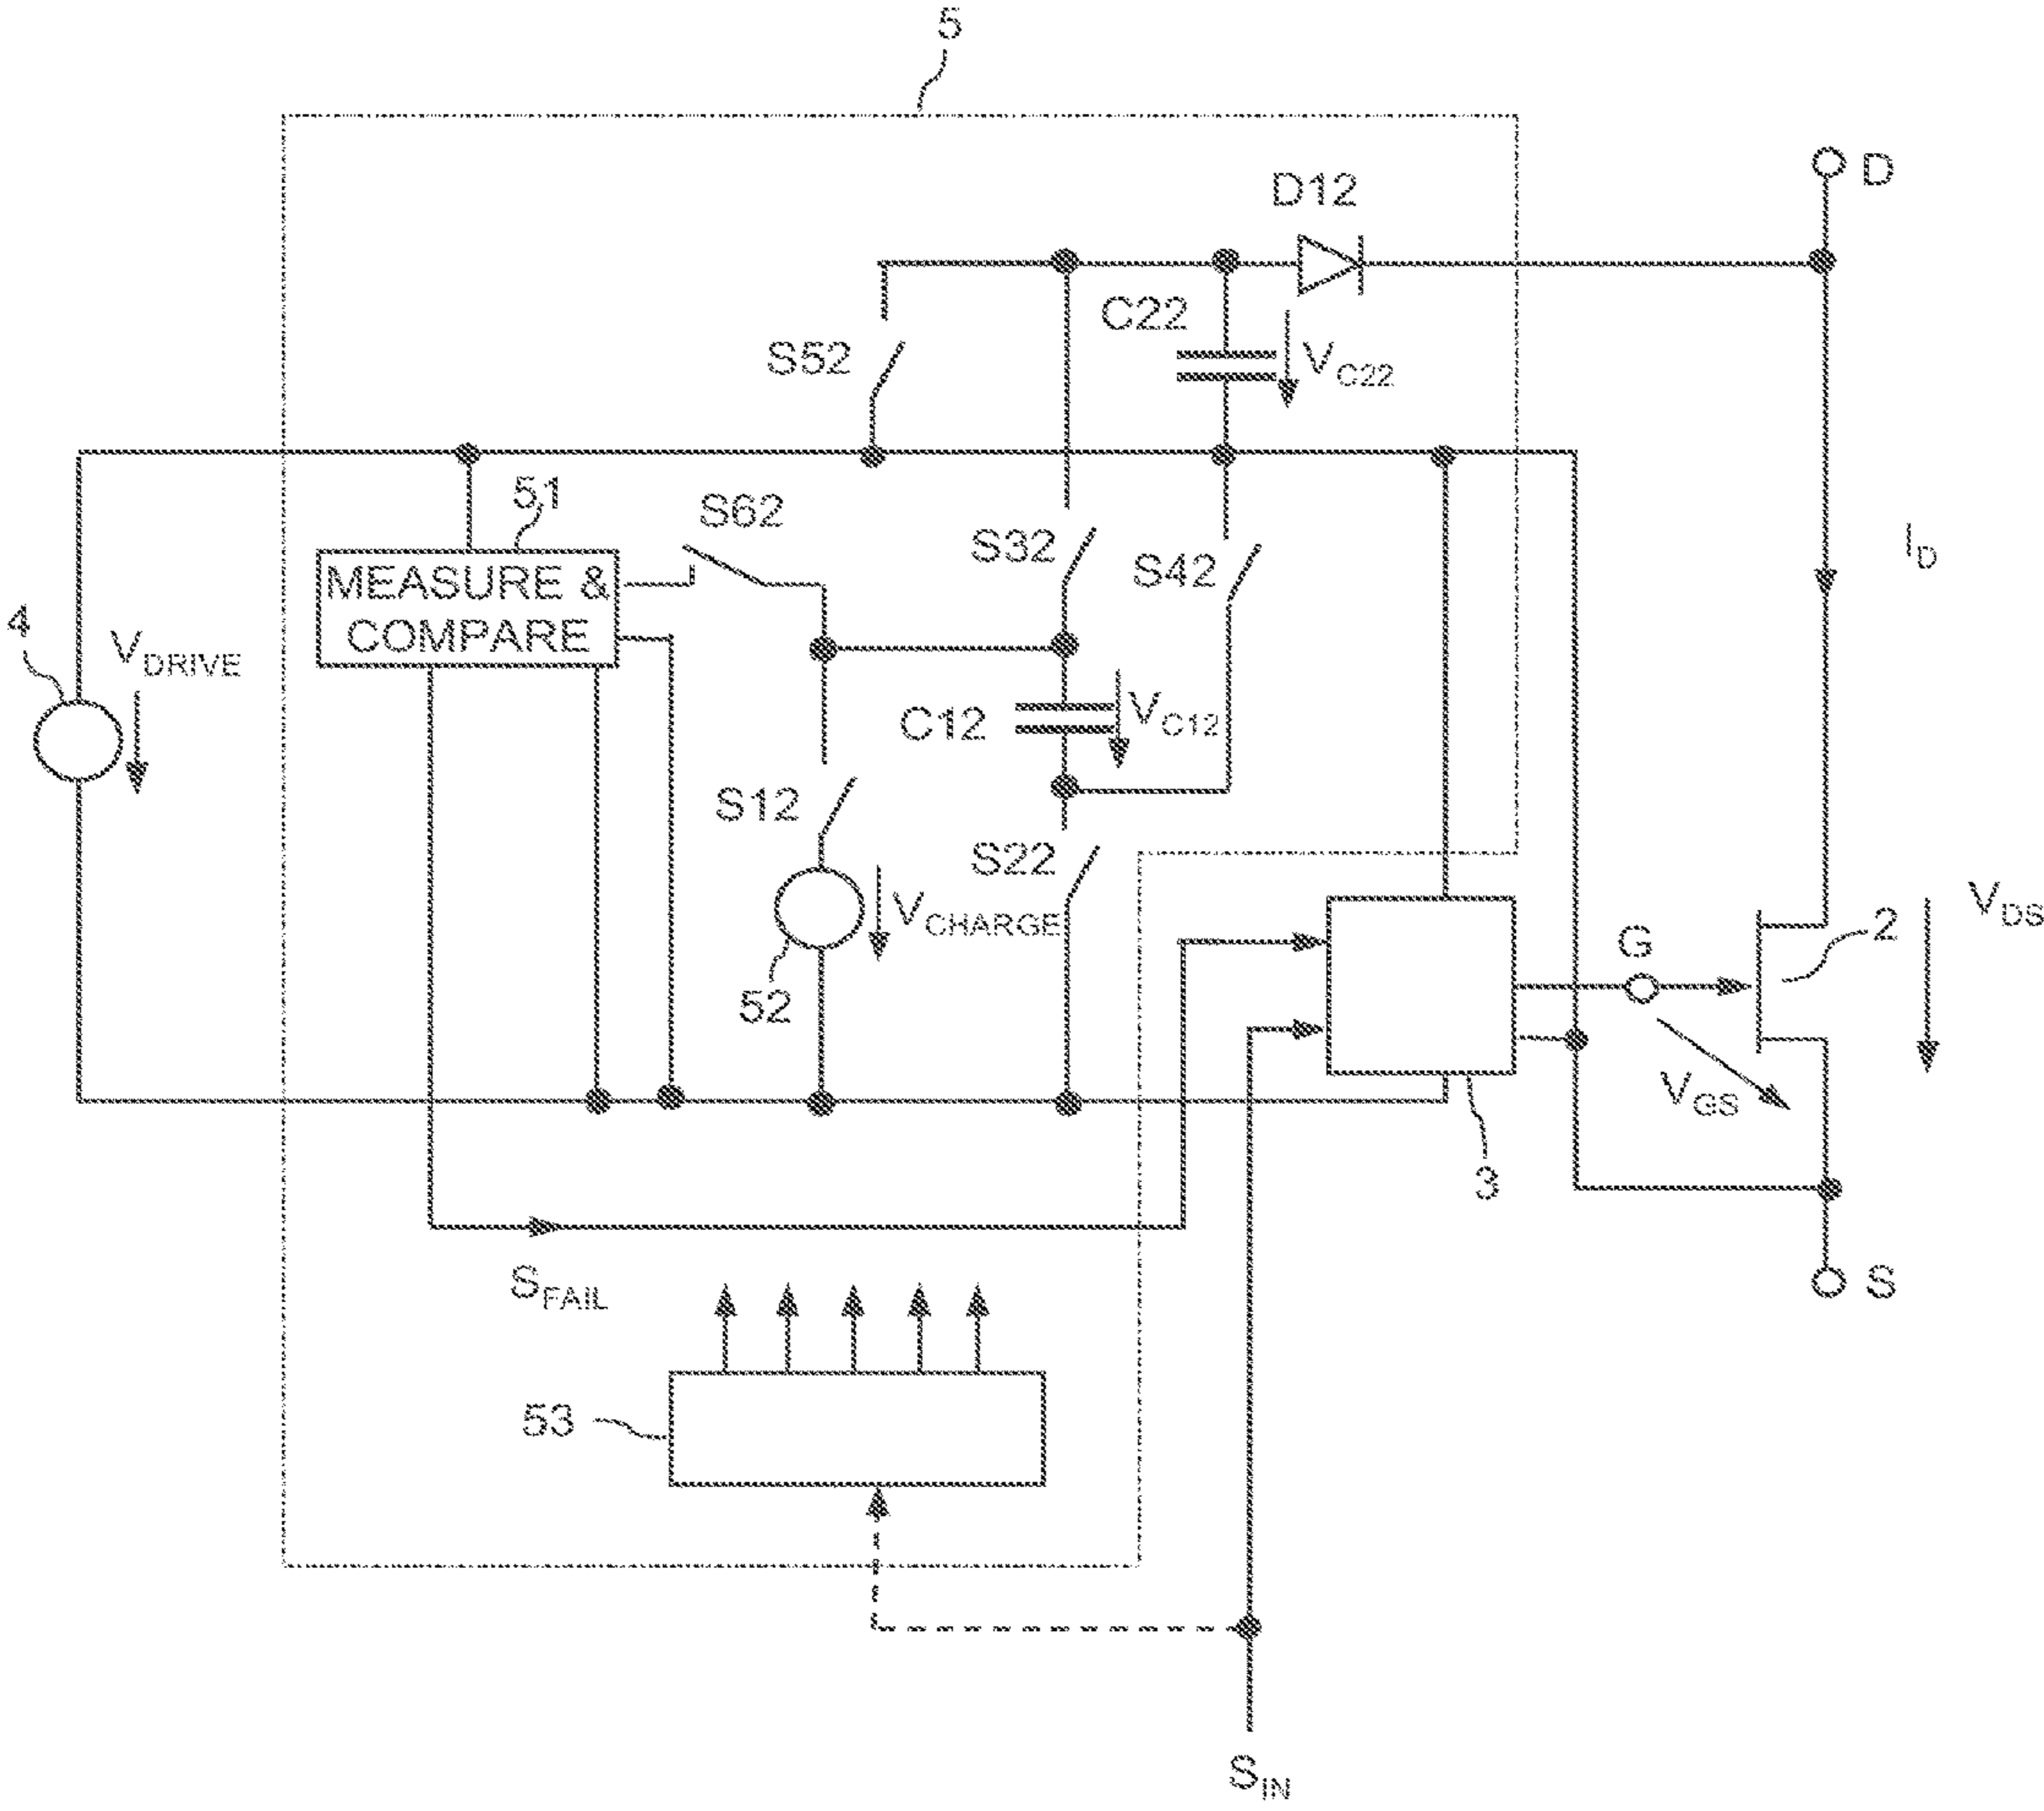 5
D
D12
C22
V_C22
S52
51
S62
S32
S42
I_D
MEASURE &
COMPARE
4
V_DRIVE
C12
V_C12
S12
S22
V_CHARGE
52
G
2
V_DS
V_GS
3
S_FAIL
S
53
S_IN